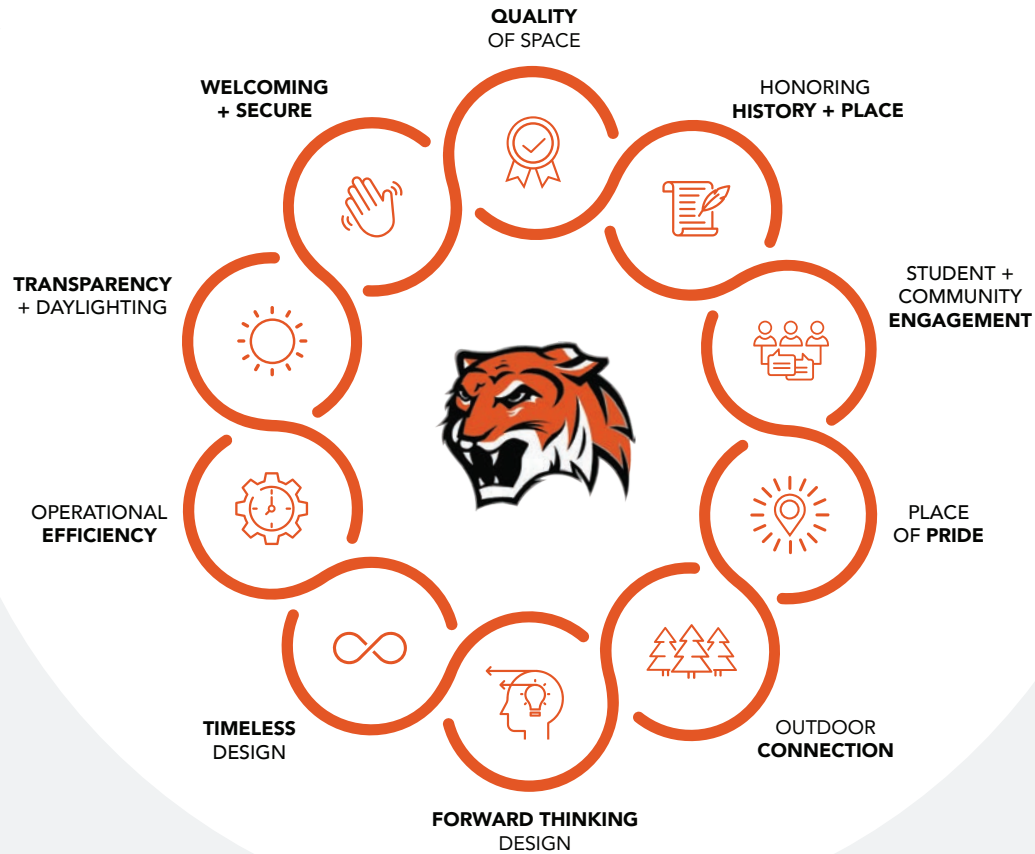 QUALITY
OF SPACE
HONORING
HISTORY + PLACE
STUDENT +
COMMUNITY
ENGAGEMENT
PLACE
OF PRIDE
OUTDOOR
CONNECTION
FORWARD THINKING
DESIGN
TIMELESS
DESIGN
OPERATIONAL
EFFICIENCY
TRANSPARENCY
+ DAYLIGHTING
WELCOMING
+ SECURE